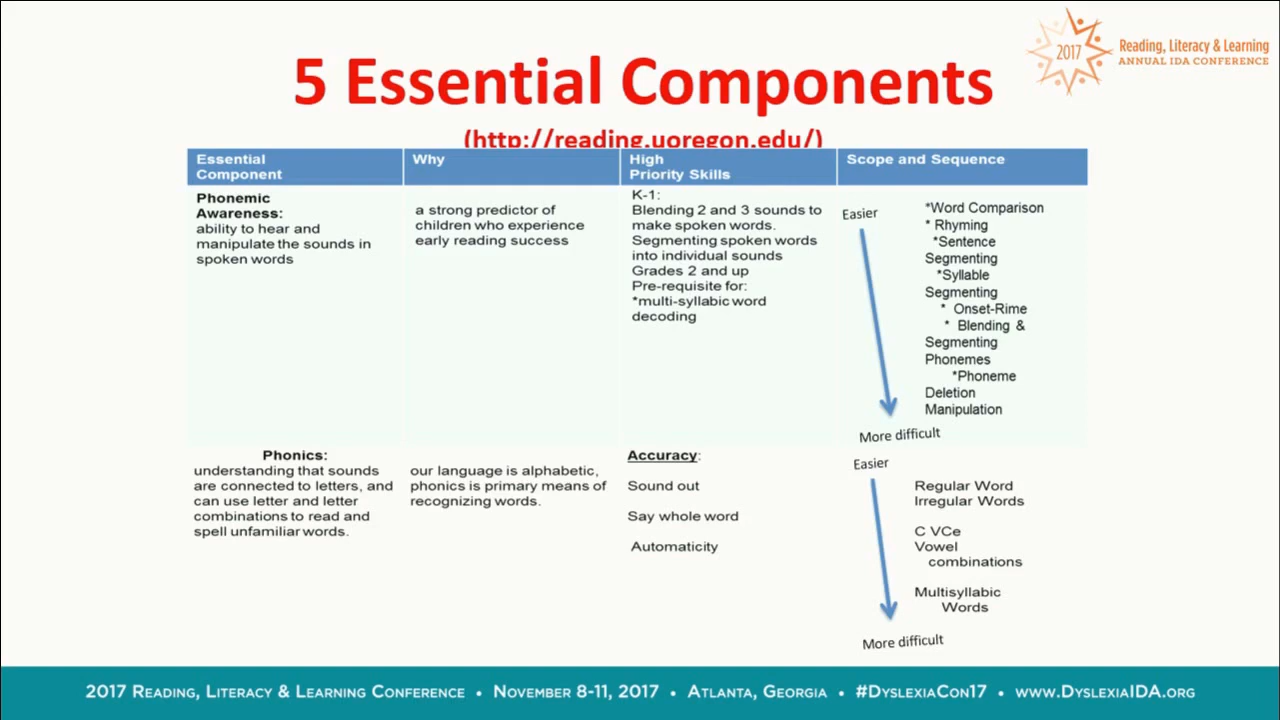 2017
Reading, Literacy & Learning
ANNUAL IDA CONFERENCE
5 Essential Components
(http://reading.uoregon.edu/)
Essential
Component
Why
High
Priority Skills
Scope and Sequence
Phonemic
Awareness:
ability to hear and
manipulate the sounds in
spoken words
a strong predictor of
children who experience
early reading success
K-1:
Blending 2 and 3 sounds to
make spoken words.
Segmenting spoken words
into individual sounds
Grades 2 and up
Pre-requisite for:
*multi-syllabic word
decoding
Easier
*Word Comparison
* Rhyming
*Sentence
Segmenting
*Syllable
Segmenting
* Onset-Rime
* Blending &
Segmenting
Phonemes
*Phoneme
Deletion
Manipulation
More difficult
Phonics:
understanding that sounds
are connected to letters, and
can use letter and letter
combinations to read and
spell unfamiliar words.
our language is alphabetic,
phonics is primary means of
recognizing words.
Accuracy:
Sound out
Say whole word
Automaticity
Easier
Regular Word
Irregular Words
C VCe
Vowel
combinations
Multisyllabic
Words
More difficult
2017 READING, LITERACY & LEARNING CONFERENCE • NOVEMBER 8-11, 2017 • ATLANTA, GEORGIA • #DYSLEXIACON17 • WWW.DYSLEXIAIDA.ORG